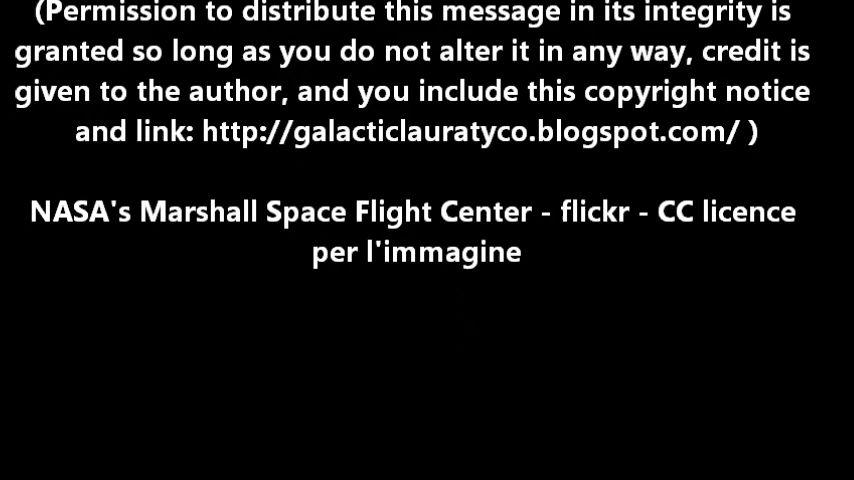 (Permission to distribute this message in its integrity is
granted so long as you do not alter it in any way, credit is
given to the author, and you include this copyright notice
and link: http://galacticlauratyco.blogspot.com/ )
NASA's Marshall Space Flight Center - flickr - CC licence
per l'immagine